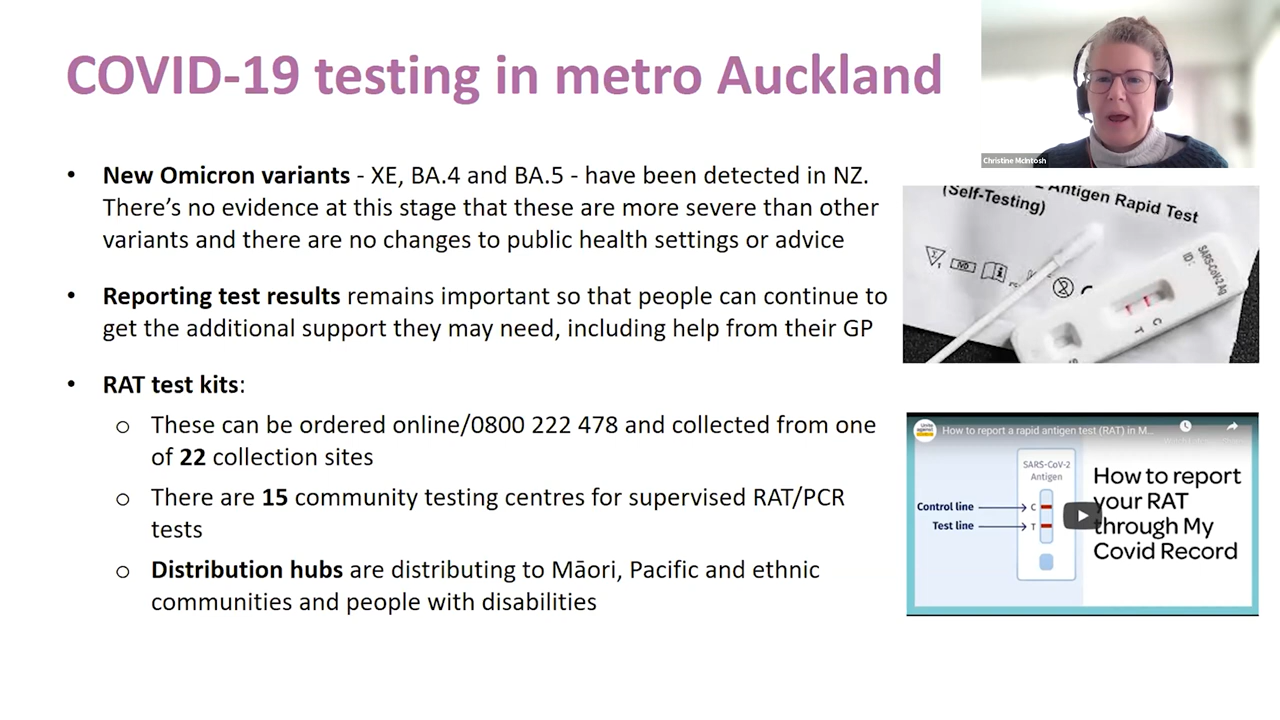 COVID-19 testing in metro Auckland
Christine McIntosh
• New Omicron variants - XE, BA.4 and BA.5 - have been detected in NZ.
There's no evidence at this stage that these are more severe than other
variants and there are no changes to public health settings or advice
• Reporting test results remains important so that people can continue to
get the additional support they may need, including help from their GP
• RAT test kits:
o These can be ordered online/0800 222 478 and collected from one
of 22 collection sites
o There are 15 community testing centres for supervised RAT/PCR
tests
o Distribution hubs are distributing to Māori, Pacific and ethnic
communities and people with disabilities
Antigen Rapid Test
(Self-Testing)
IVD
SARS-CoV-2 Ag
ID:
C
T
How to report a rapid antigen test (RAT) in M...
SARS-CoV-2
Antigen
Control line
C
Test line
T
How to report
your RAT
through My
Covid Record